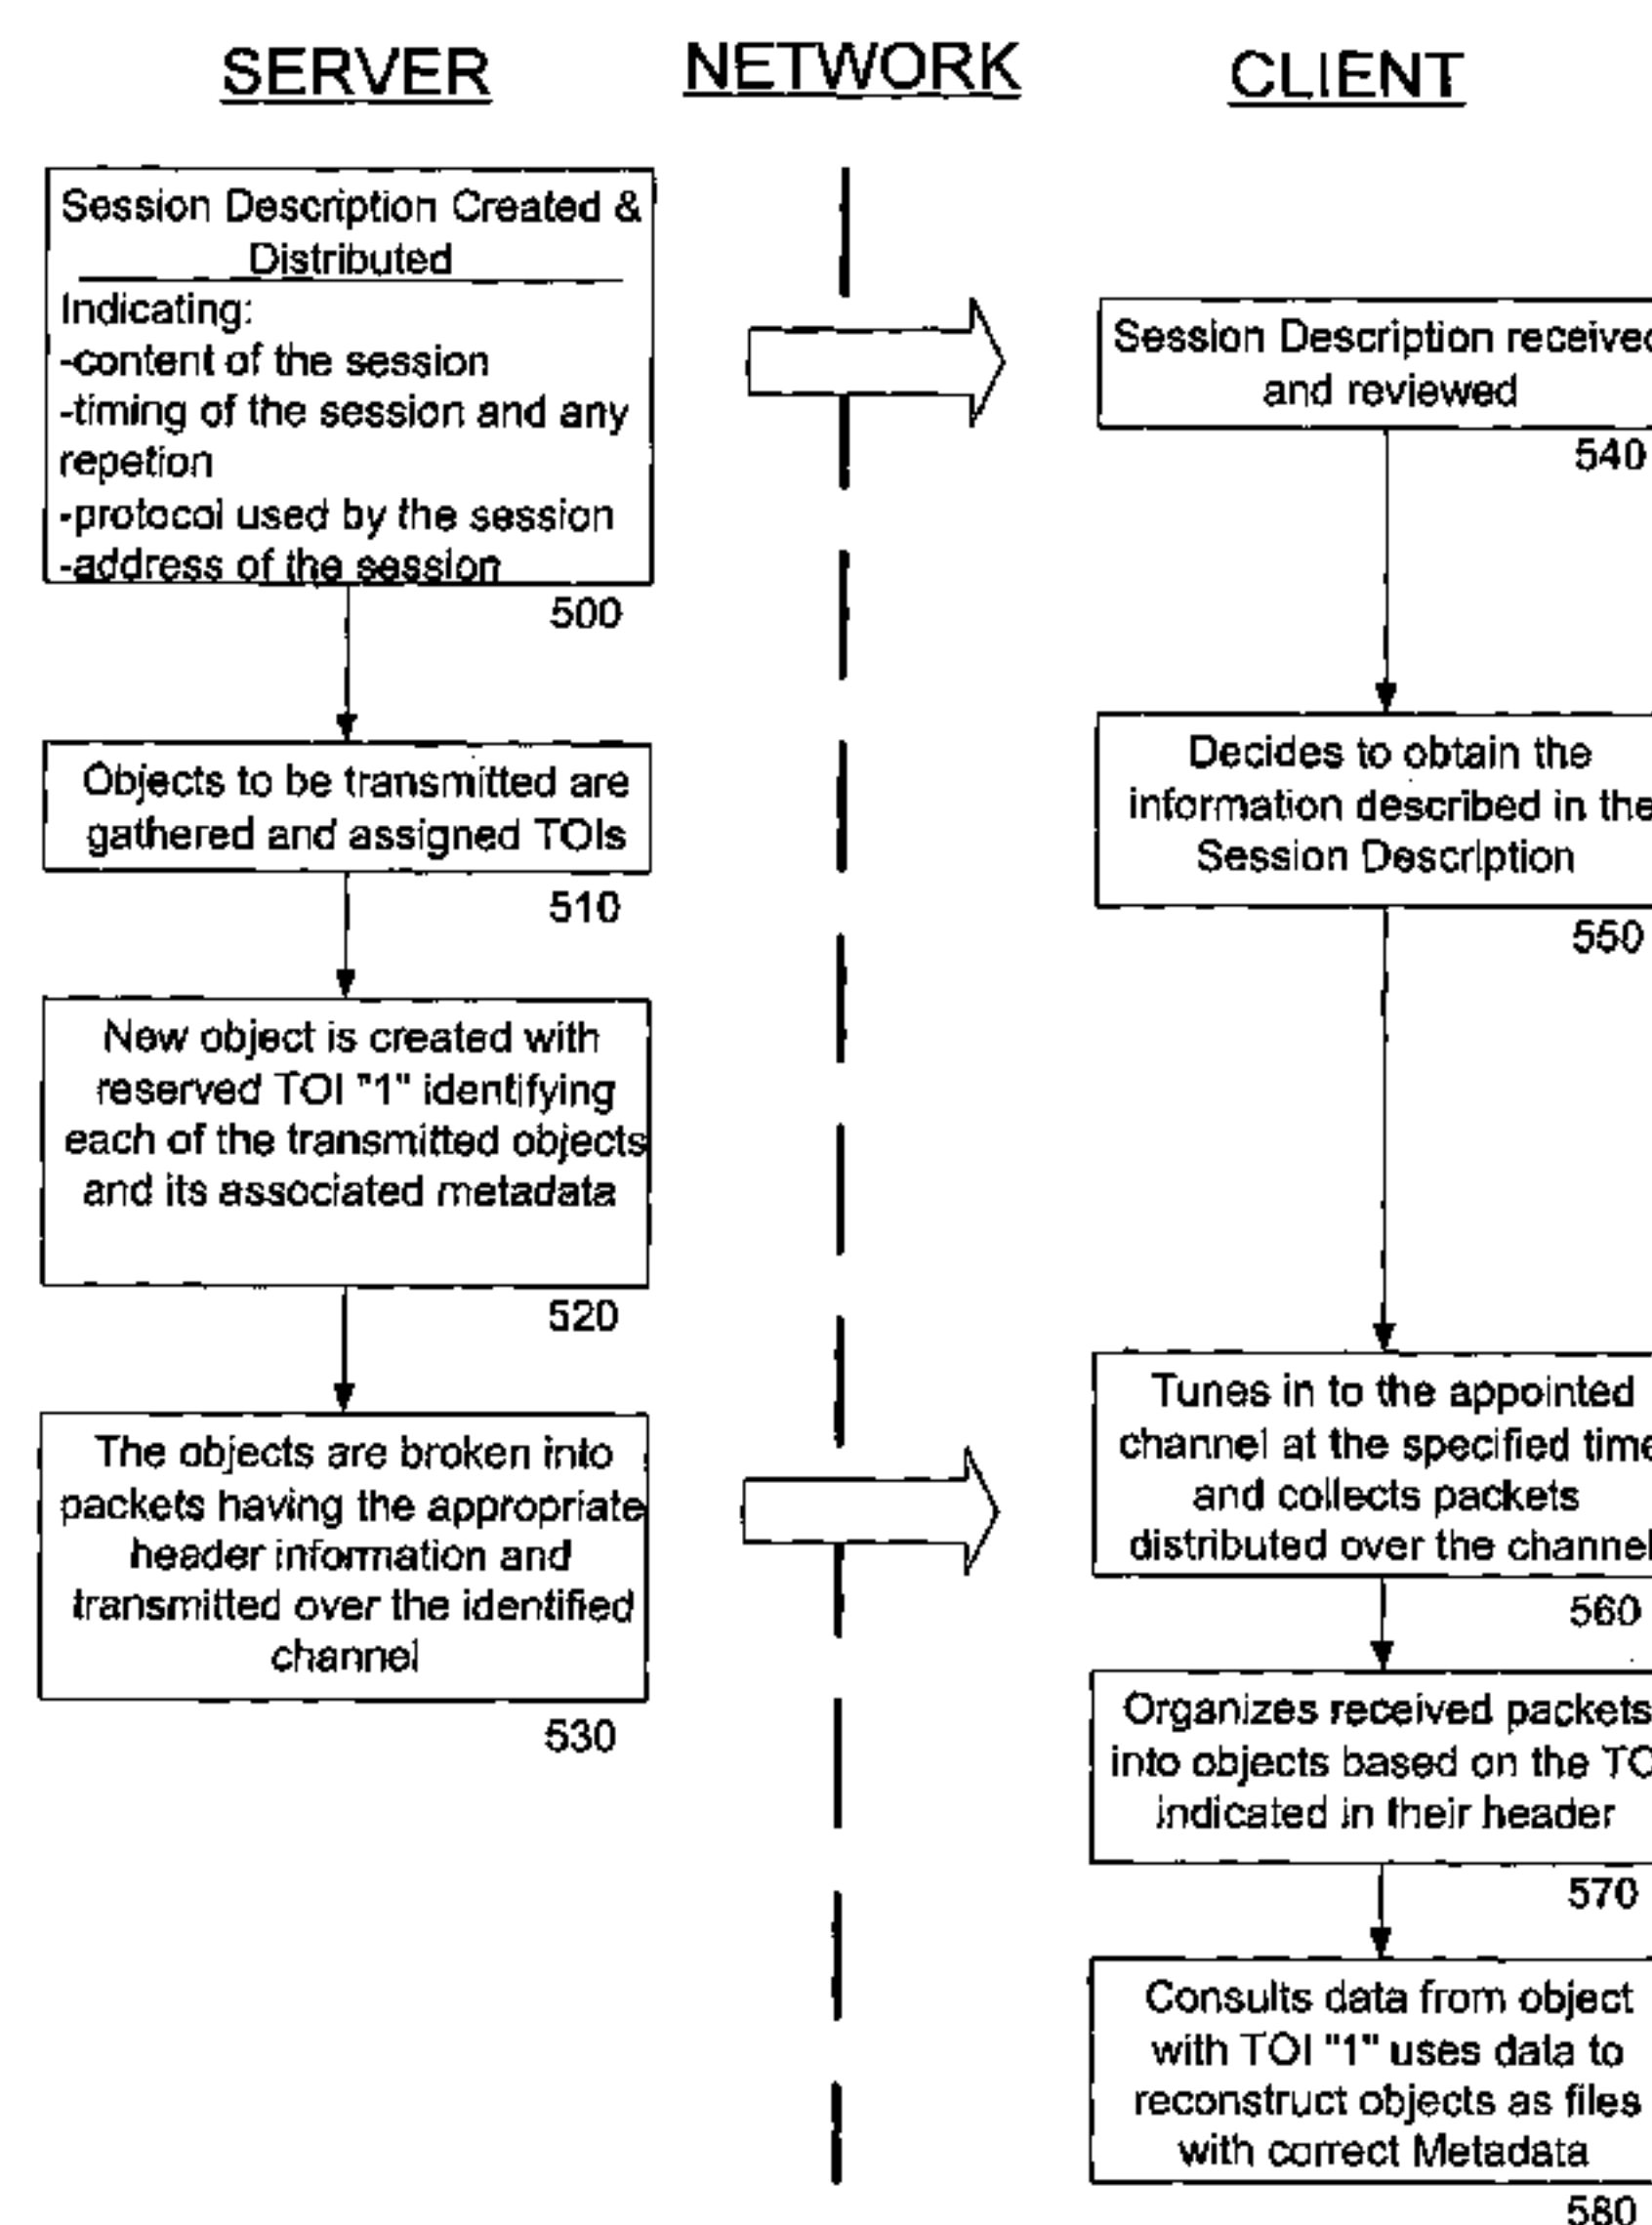 SERVER
NETWORK
CLIENT
Session Description Created &
Distributed
Indicating:
-content of the session
-timing of the session and any
repetion
-protocol used by the session
-address of the session
500
Objects to be transmitted are
gathered and assigned TOIs
510
New object is created with
reserved TOI "1" identifying
each of the transmitted objects
and its associated metadata
520
The objects are broken into
packets having the appropriate
header information and
transmitted over the identified
channel
530
Session Description received
and reviewed
540
Decides to obtain the
information described in the
Session Description
550
Tunes in to the appointed
channel at the specified time
and collects packets
distributed over the channel
560
Organizes received packets
into objects based on the
indicated in their header
570
Consults data from object
with TOI "1" uses data to
reconstruct objects as files
with correct Metadata
580